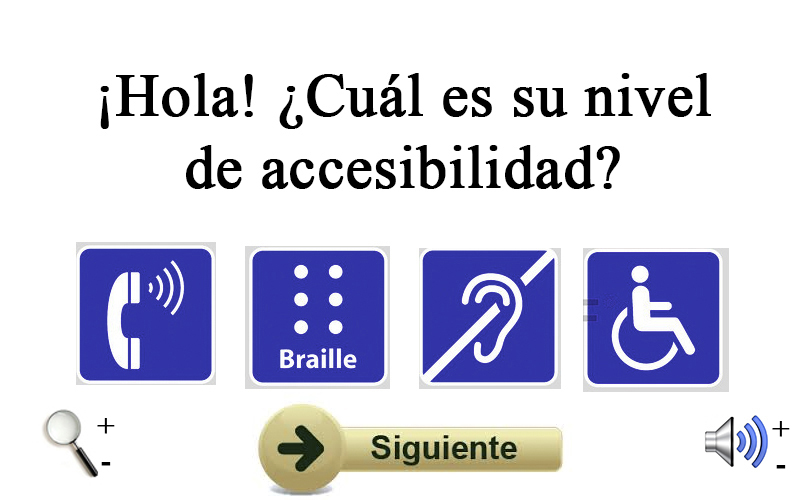 ¡Hola! ¿Cuál es su nivel
de accesibilidad?
Braille
+
-
Siguiente
+
-